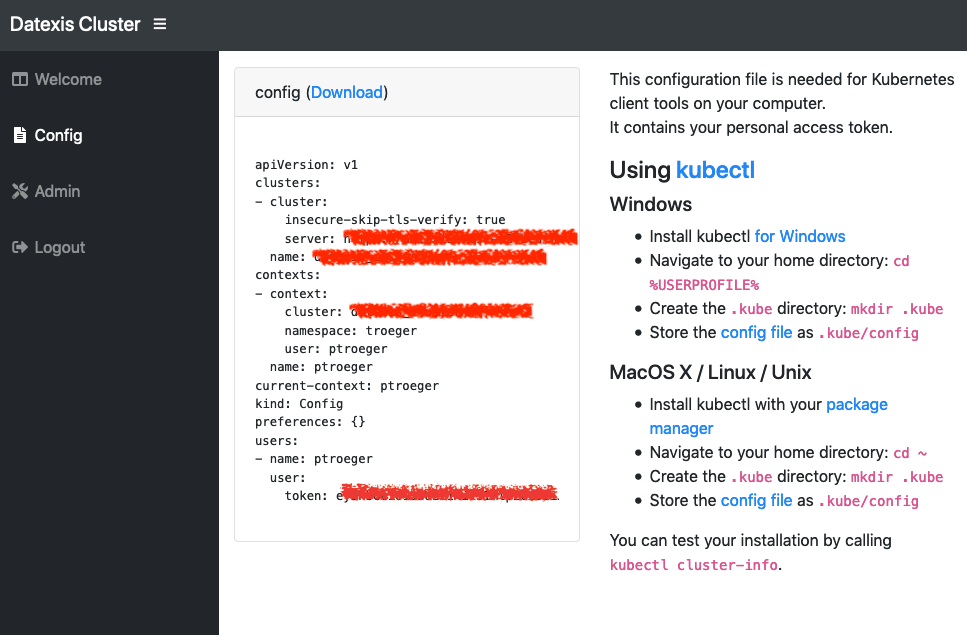 Datexis Cluster
Welcome
Config
Admin
Logout
config (Download)
apiVersion: v1
clusters:
- cluster:
insecure-skip-tls-verify: true
server:
name:
contexts:
- context:
cluster:
namespace: troeger
user: ptroeger
name: ptroeger
current-context: ptroeger
kind: Config
preferences: {}
users:
- name: ptroeger
user:
token:
This configuration file is needed for Kubernetes
client tools on your computer.
It contains your personal access token.
Using kubectl
Windows
• Install kubectl for Windows
• Navigate to your home directory: cd
%USERPROFILE%
• Create the .kube directory: mkdir .kube
• Store the config file as .kube/config
MacOS X / Linux / Unix
• Install kubectl with your package
manager
• Navigate to your home directory: cd ~
• Create the .kube directory: mkdir .kube
• Store the config file as .kube/config
You can test your installation by calling
kubectl cluster-info.